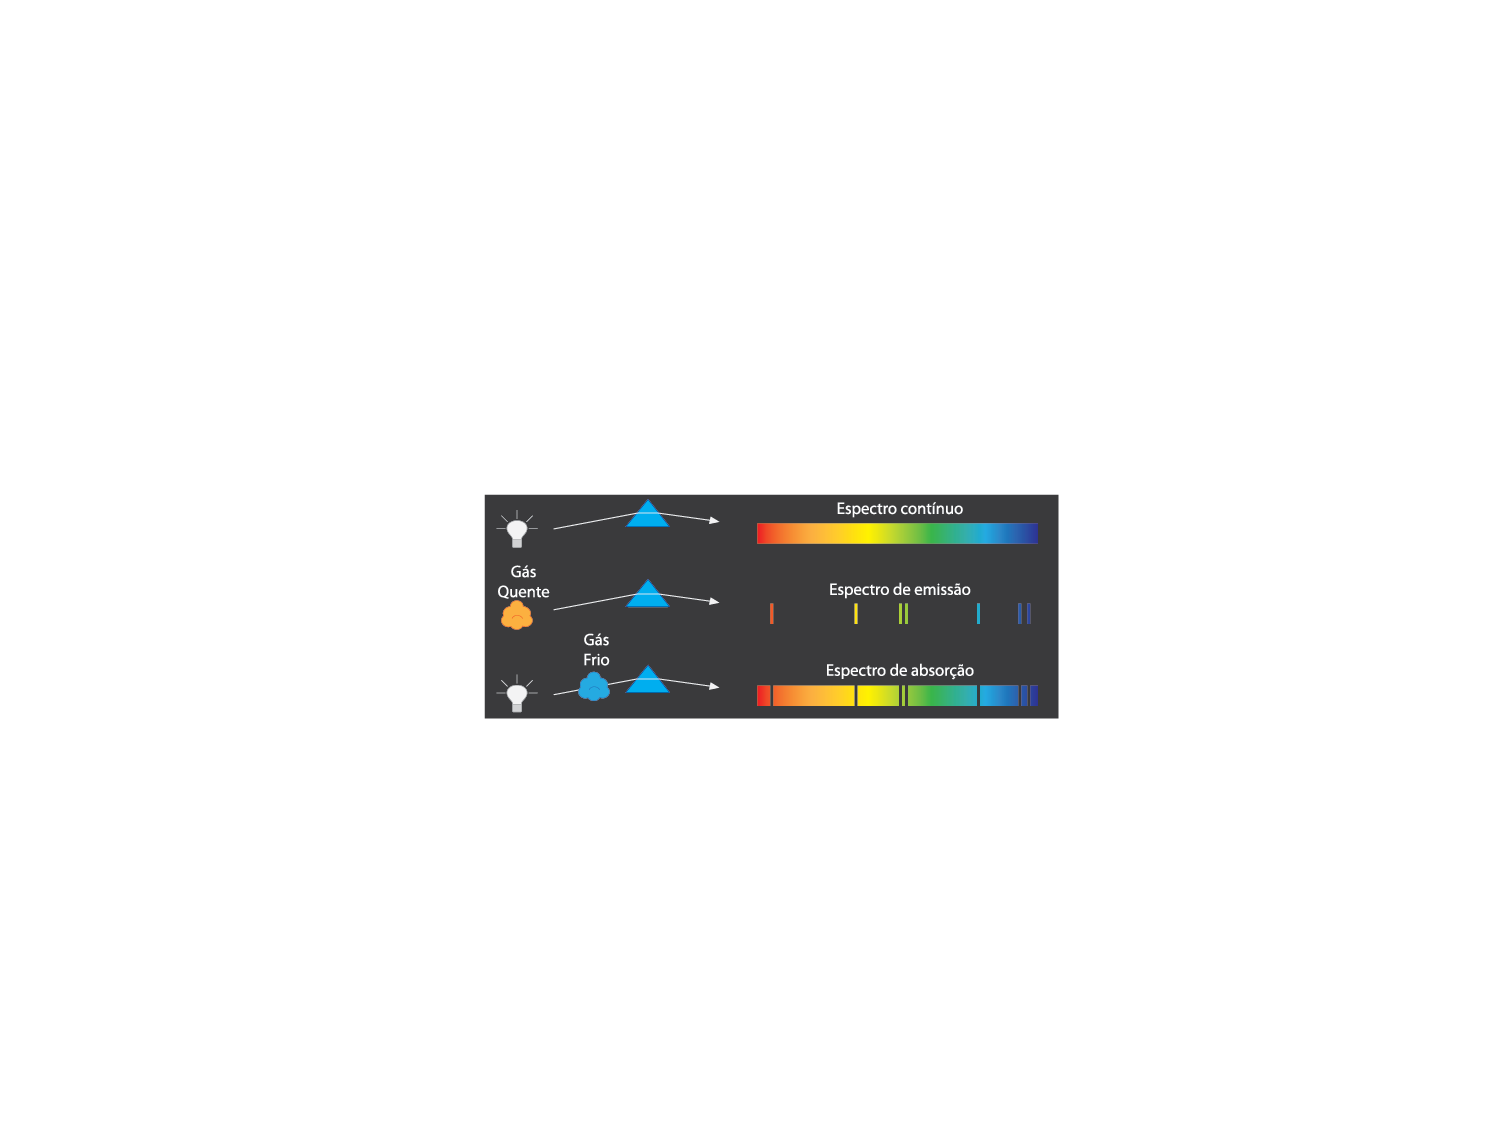 Espectro contínuo
Gás
Quente
Espectro de emissão
Gás
Frio
Espectro de absorção